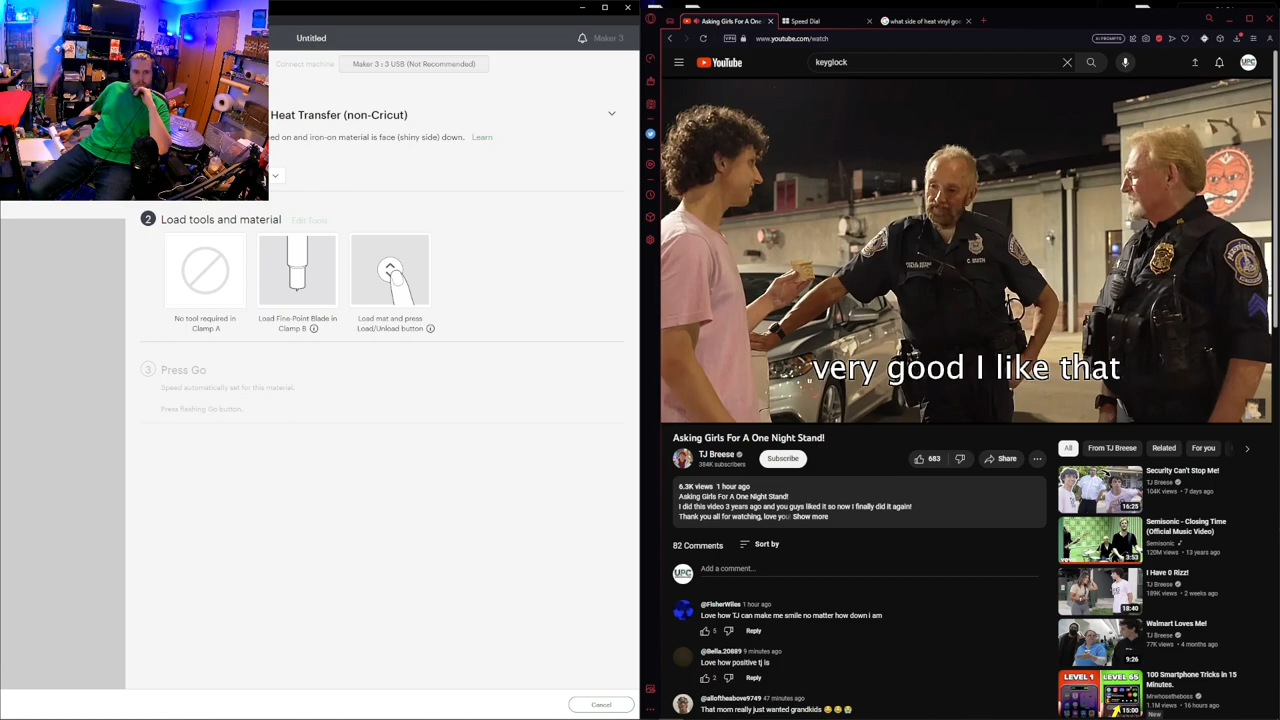 Untitled
Maker 3
Connect machine
Maker 3 : 3 USB (Not Recommended)
Heat Transfer (non-Cricut)
ed on and iron-on material is face (shiny side) down. Learn
2 Load tools and material Edit Tools
No tool required in
Clamp A
Load Fine-Point Blade in
Clamp B
Load mat and press
Load/Unload button
3 Press Go
Speed automatically set for this material.
Press flashing Go button.
Cancel
Asking Girls For A One
Speed Dial
what side of heat vinyl goe
VPN
www.youtube.com/watch
AI PROMPTS
YouTube
keyglock
UPC
C. SMITH
very good I like that
Asking Girls For A One Night Stand!
TJ Breese
384K subscribers
Subscribe
683
Share
6.3K views 1 hour ago
Asking Girls For A One Night Stand!
I did this video 3 years ago and you guys liked it so now I finally did it again!
Thank you all for watching, love you! Show more
82 Comments
Sort by
UPC
Add a comment...
@FisherWiles 1 hour ago
Love how TJ can make me smile no matter how down i am
5
Reply
@Bella.20889 9 minutes ago
Love how positive tj is
2
Reply
@alloftheabove9749 47 minutes ago
That mom really just wanted grandkids 😂😂😭
All
From TJ Breese
Related
For you
Security Can't Stop Me!
TJ Breese
104K views • 7 days ago
16:25
Semisonic - Closing Time
(Official Music Video)
Semisonic
120M views • 13 years ago
3:53
I Have 0 Rizz!
TJ Breese
189K views • 2 weeks ago
18:40
Walmart Loves Me!
TJ Breese
77K views • 4 months ago
9:26
100 Smartphone Tricks in 15
Minutes.
Mrwhosetheboss
1.1M views • 16 hours ago
New
LEVEL 1
LEVEL 65
15:00